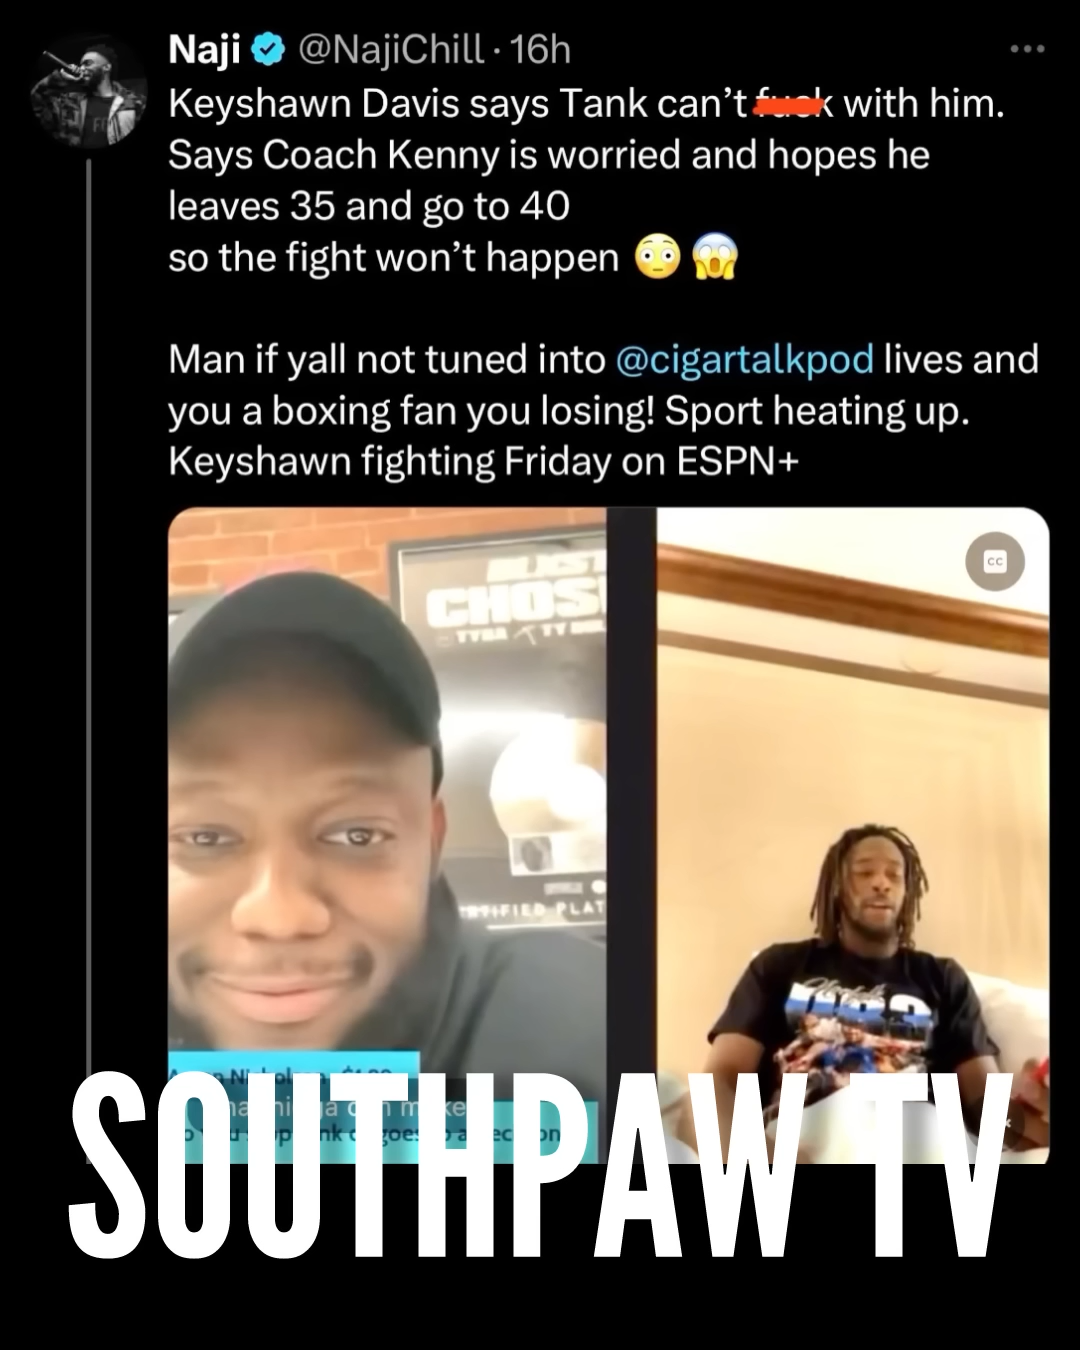 Naji @NajiChill · 16h
Keyshawn Davis says Tank can’t fuck with him.
Says Coach Kenny is worried and hopes he
leaves 35 and go to 40
so the fight won’t happen 😳😱
Man if yall not tuned into @cigartalkpod lives and
you a boxing fan you losing! Sport heating up.
Keyshawn fighting Friday on ESPN+
CC
SOUTHPAW TV